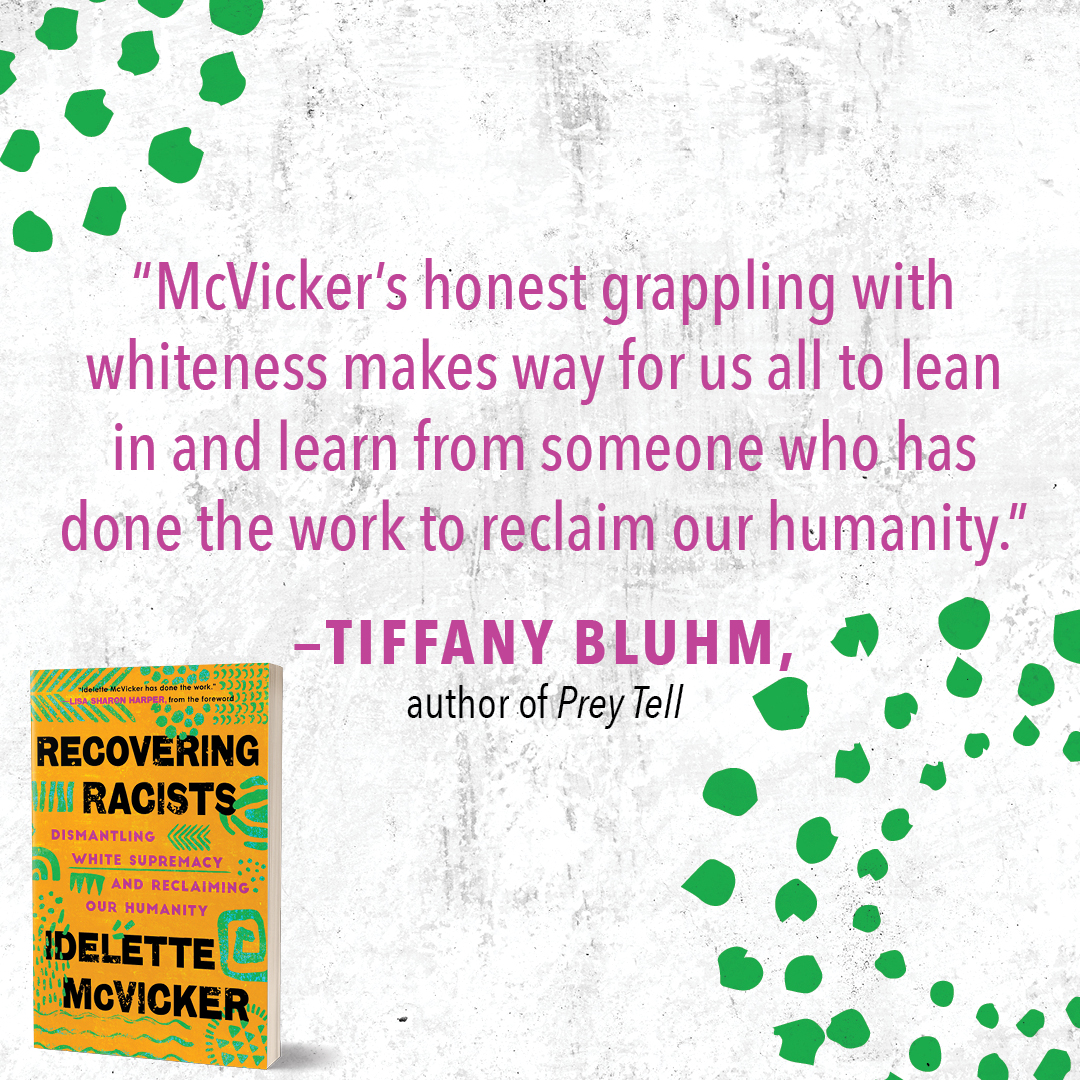 “McVicker’s honest grappling with
whiteness makes way for us all to lean
in and learn from someone who has
done the work to reclaim our humanity.”
–TIFFANY BLUHM,
author of Prey Tell
"Idelette McVicker has done the work."
—LISA SHARON HARPER, from the foreword
RECOVERING
RACISTS
DISMANTLING
WHITE SUPREMACY
AND RECLAIMING
OUR HUMANITY
IDELETTE
McVICKER